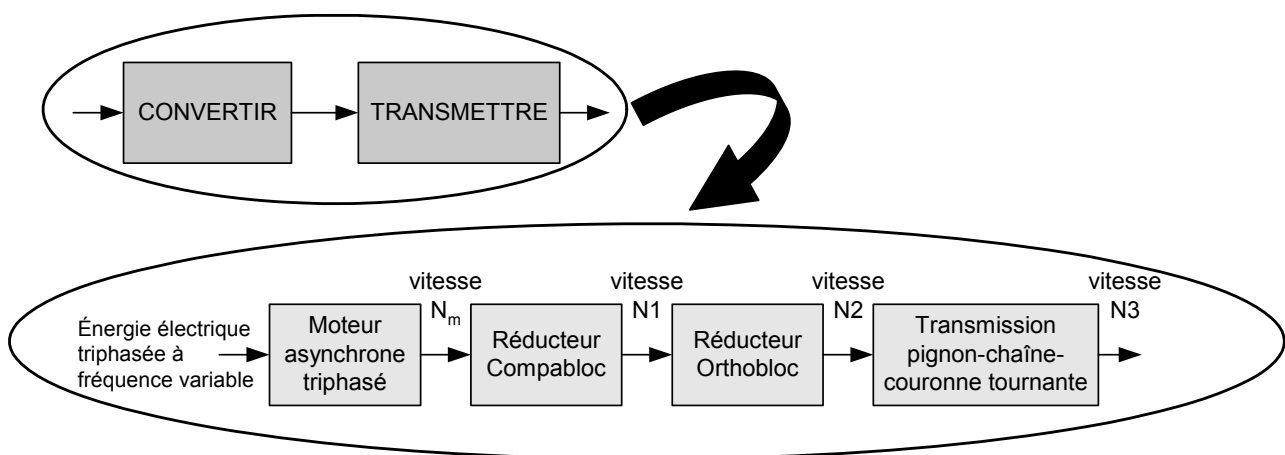 CONVERTIR
TRANSMETTRE
Énergie électrique
triphasée à
fréquence variable
Moteur
asynchrone
triphasé
vitesse
Nm
Réducteur
Compabloc
vitesse
N1
Réducteur
Orthobloc
vitesse
N2
Transmission
pignon-chaîne-
couronne tournante
vitesse
N3